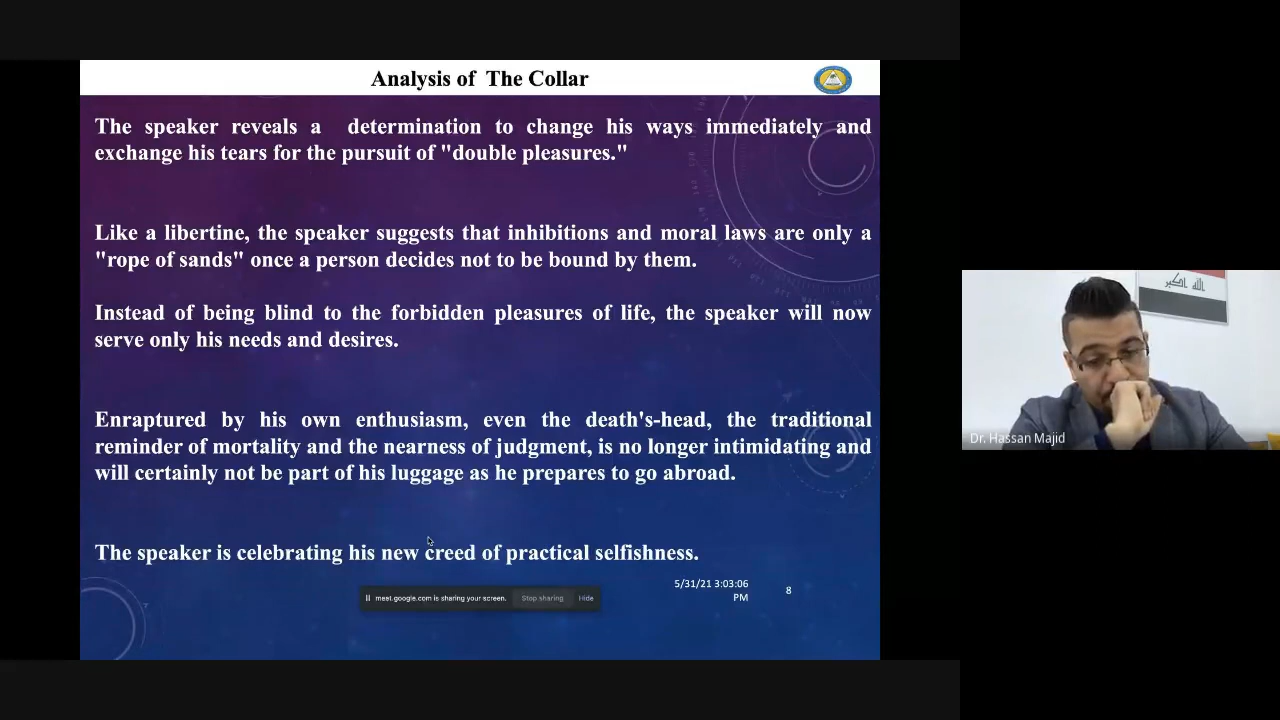 Analysis of The Collar
The speaker reveals a determination to change his ways immediately and
exchange his tears for the pursuit of "double pleasures."
Like a libertine, the speaker suggests that inhibitions and moral laws are only a
"rope of sands" once a person decides not to be bound by them.
Instead of being blind to the forbidden pleasures of life, the speaker will now
serve only his needs and desires.
Enraptured by his own enthusiasm, even the death's-head, the traditional
reminder of mortality and the nearness of judgment, is no longer intimidating and
will certainly not be part of his luggage as he prepares to go abroad.
The speaker is celebrating his new creed of practical selfishness.
5/31/21 3:03:06
PM
8
meet.google.com is sharing your screen. Stop sharing Hide
الله اكبر
Dr. Hassan Majid